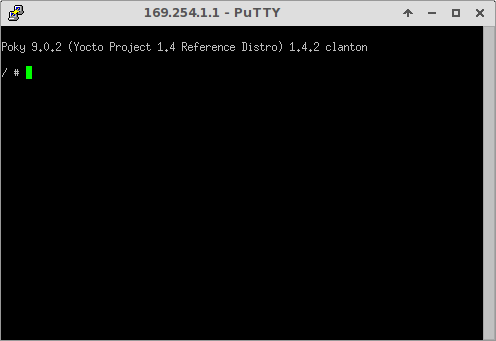 169.254.1.1 - PuTTY
Poky 9.0.2 (Yocto Project 1.4 Reference Distro) 1.4.2 clanton
/ #